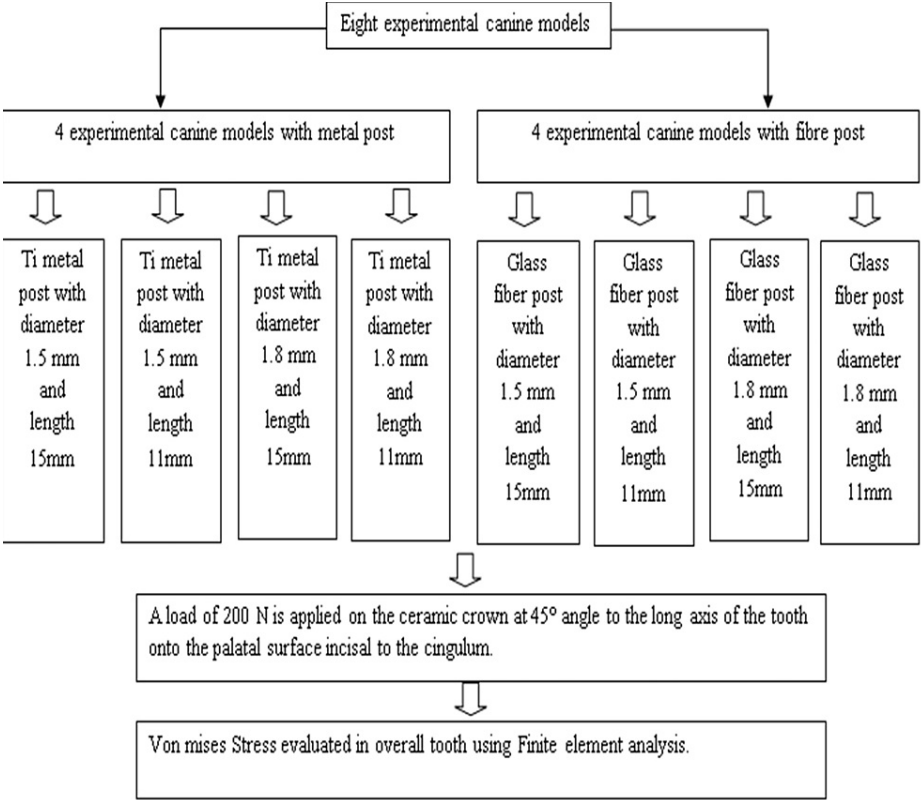 Eight experimental canine models
4 experimental canine models with metal post
4 experimental canine models with fibre post
Ti metal
post with
diameter
1.5 mm
and
length
15mm
Ti metal
post with
diameter
1.5 mm
and
length
11mm
Ti metal
post with
diameter
1.8 mm
and
length
15mm
Ti metal
post with
diameter
1.8 mm
and
length
11mm
Glass
fiber post
with
diameter
1.5 mm
and
length
15mm
Glass
fiber post
with
diameter
1.5 mm
and
length
11mm
Glass
fiber post
with
diameter
1.8 mm
and
length
15mm
Glass
fiber post
with
diameter
1.8 mm
and
length
11mm
A load of 200 N is applied on the ceramic crown at 45° angle to the long axis of the tooth
onto the palatal surface incisal to the cingulum.
Von mises Stress evaluated in overall tooth using Finite element analysis.